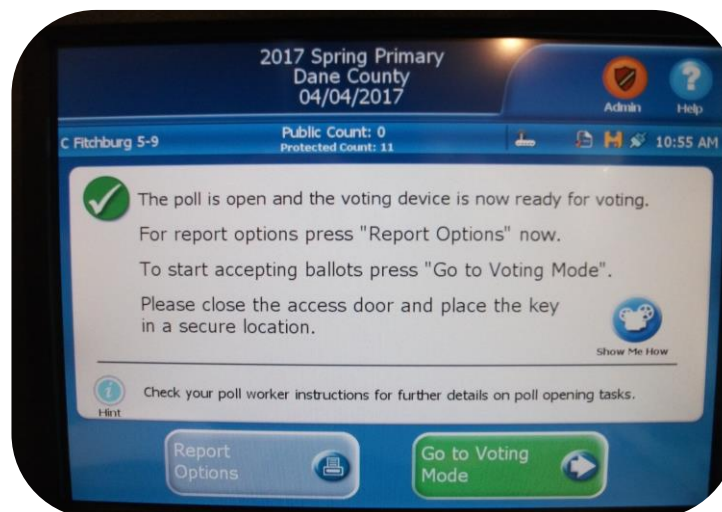 2017 Spring Primary
Dane County
04/04/2017
Admin
Help
C Fitchburg 5-9
Public Count: 0
Protected Count: 11
10:55 AM
The poll is open and the voting device is now ready for voting.
For report options press "Report Options" now.
To start accepting ballots press "Go to Voting Mode".
Please close the access door and place the key
in a secure location.
Show Me How
Hint
Check your poll worker instructions for further details on poll opening tasks.
Report
Options
Go to Voting
Mode